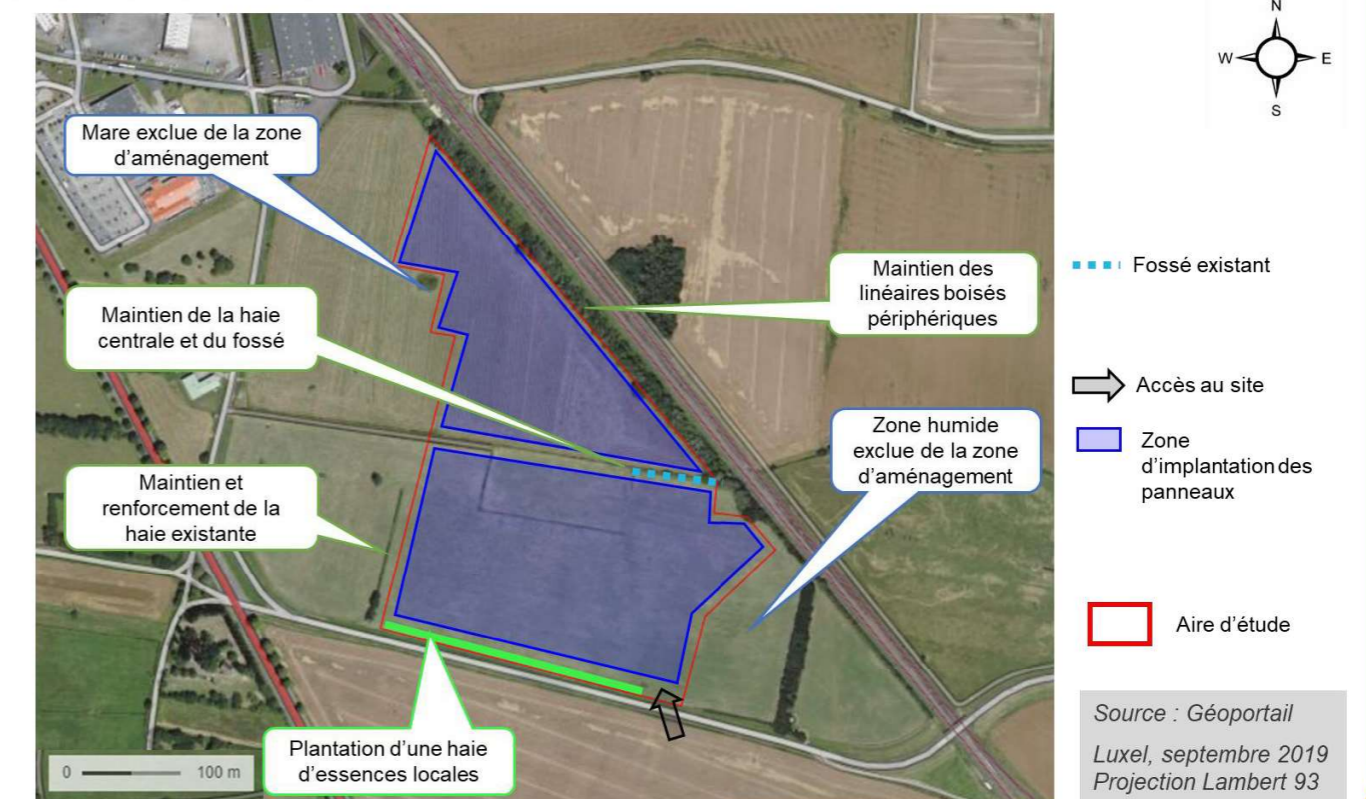 N
W
E
S
Mare exclue de la zone
d'aménagement
Maintien des
linéaires boisés
périphériques
Maintien de la haie
centrale et du fossé
Zone humide
exclue de la zone
d'aménagement
Maintien et
renforcement de la
haie existante
Plantation d'une haie
d'essences locales
0 100 m
Fossé existant
Accès au site
Zone
d'implantation des
panneaux
Aire d'étude
Source : Géoportail
Luxel, septembre 2019
Projection Lambert 93